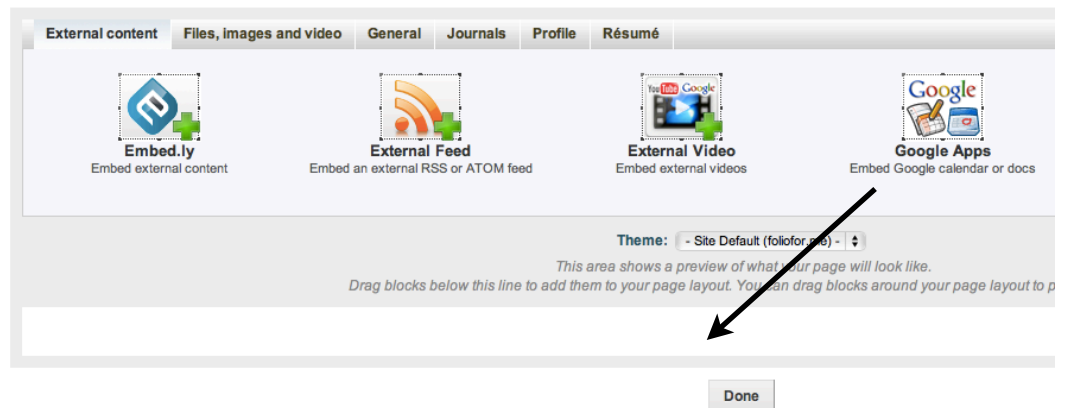 External content Files, images and video General Journals Profile Résumé
You Tube Google
Google
Embed.ly External Feed External Video Google Apps
Embed external content Embed an external RSS or ATOM feed Embed external videos Embed Google calendar or docs
Theme: - Site Default (foliofor.me) -
This area shows a preview of what your page will look like.
Drag blocks below this line to add them to your page layout. You can drag blocks around your page layout to p
Done